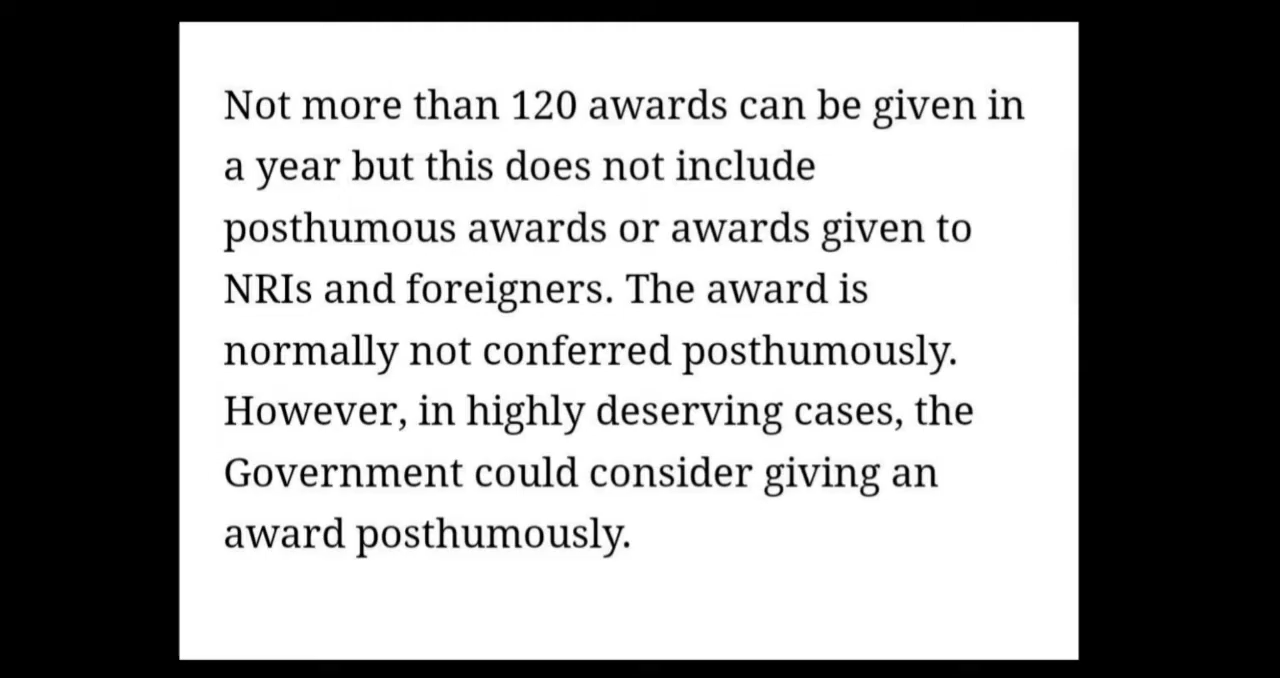 Not more than 120 awards can be given in
a year but this does not include
posthumous awards or awards given to
NRIs and foreigners. The award is
normally not conferred posthumously.
However, in highly deserving cases, the
Government could consider giving an
award posthumously.